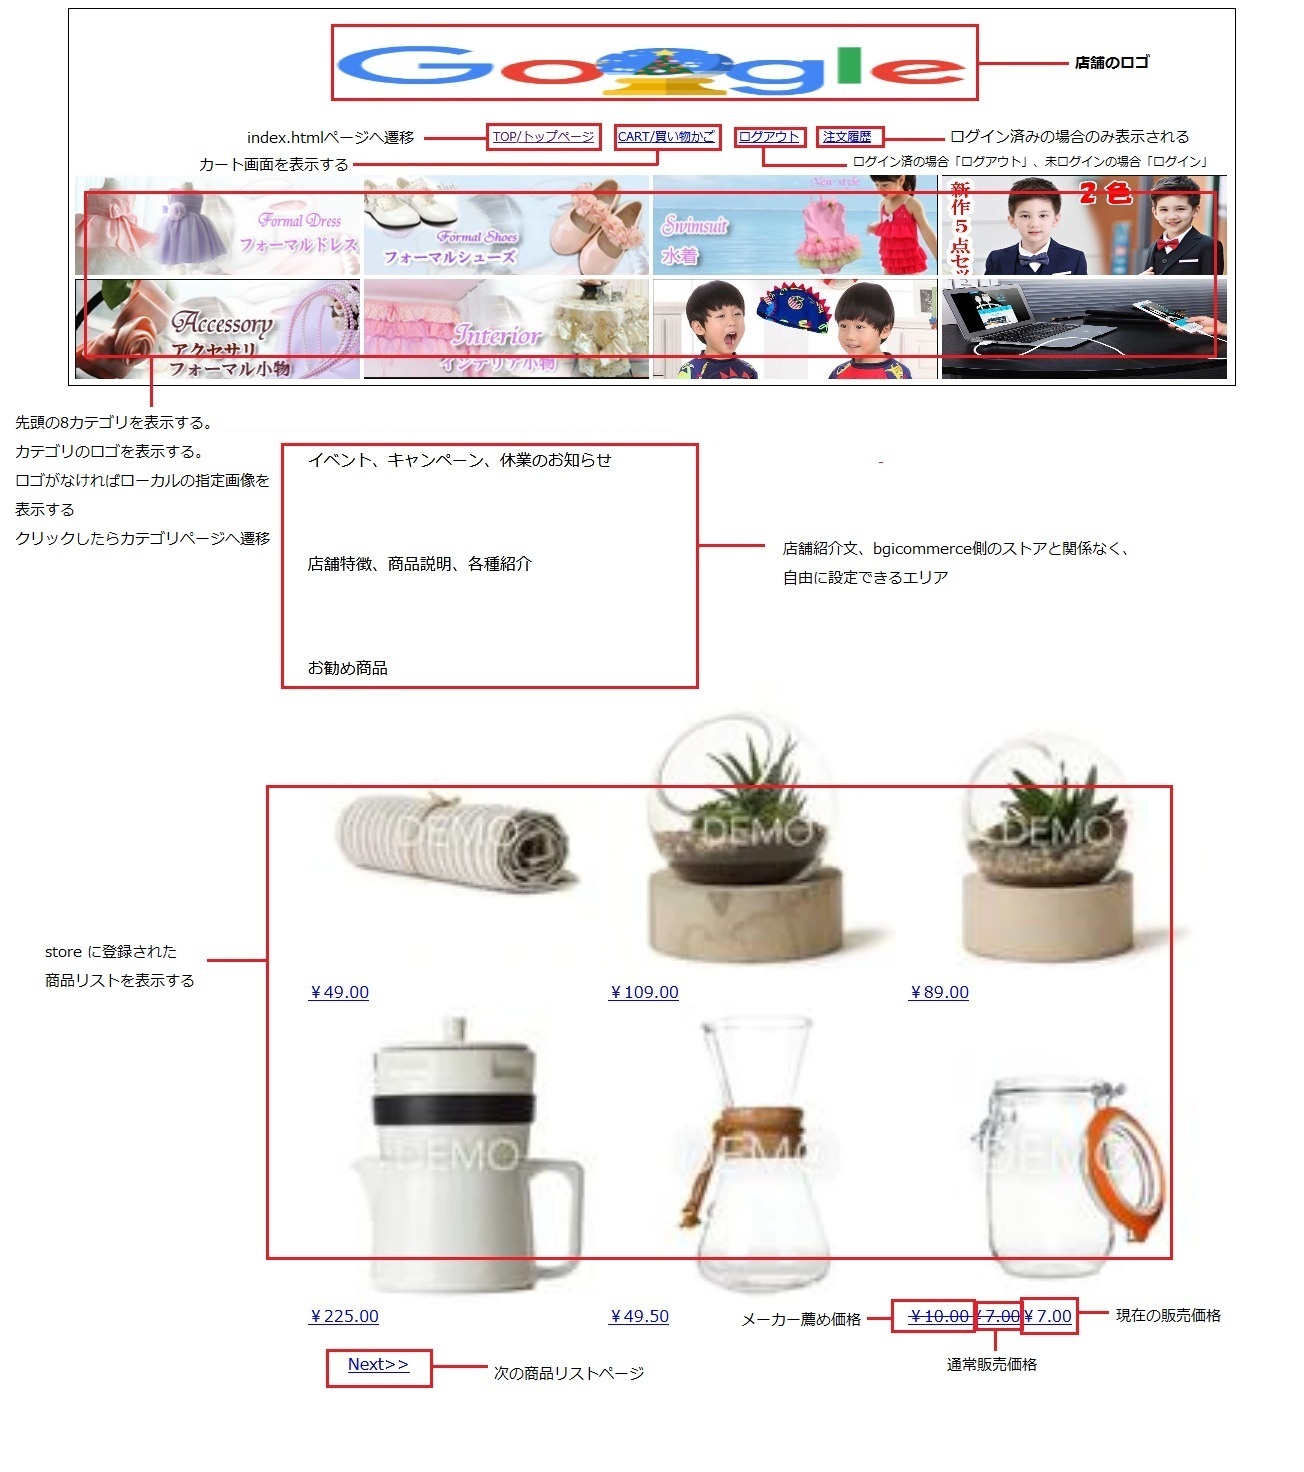 Google
店舗のロゴ
index.htmlページへ遷移
TOP/トップページ
CART/買い物かご
ログアウト
注文履歴
ログイン済みの場合のみ表示される
カート画面を表示する
ログイン済の場合「ログアウト」、未ログインの場合「ログイン」
Formal Dress
フォーマルドレス
Formal Shoes
フォーマルシューズ
New style
Swimsuit
水着
新作5点セッ
2色
Accessory
アクセサリ
フォーマル小物
Interior
インテリア小物
先頭の8カテゴリを表示する。
カテゴリのロゴを表示する。
ロゴがなければローカルの指定画像を
表示する
クリックしたらカテゴリページへ遷移
イベント、キャンペーン、休業のお知らせ
-
店舗特徴、商品説明、各種紹介
お勧め商品
店舗紹介文、bgicommerce側のストアと関係なく、
自由に設定できるエリア
DEMO
DEMO
DEMO
store に登録された
商品リストを表示する
￥49.00
￥109.00
￥89.00
DEMO
DEMO
DEMO
￥225.00
￥49.50
メーカー薦め価格
￥10.00 ￥7.00 ￥7.00
現在の販売価格
通常販売価格
Next>>
次の商品リストページ